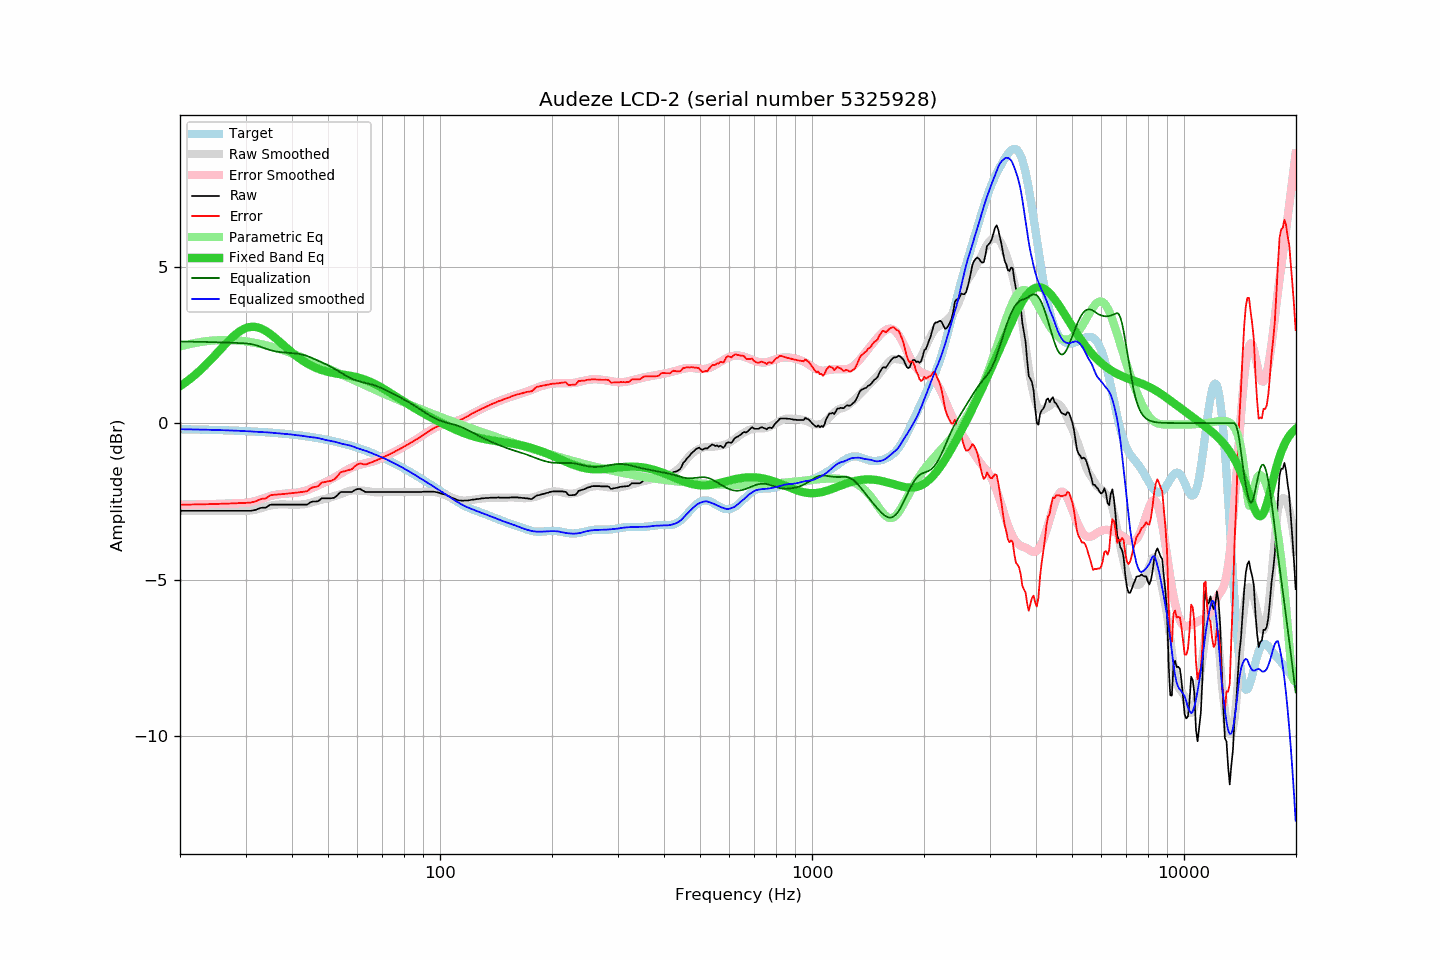 Audeze LCD-2 (serial number 5325928)
Target
Raw Smoothed
Error Smoothed
Raw
Error
Parametric Eq
Fixed Band Eq
Equalization
Equalized smoothed
5
0
−5
−10
Amplitude (dBr)
100
1000
10000
Frequency (Hz)